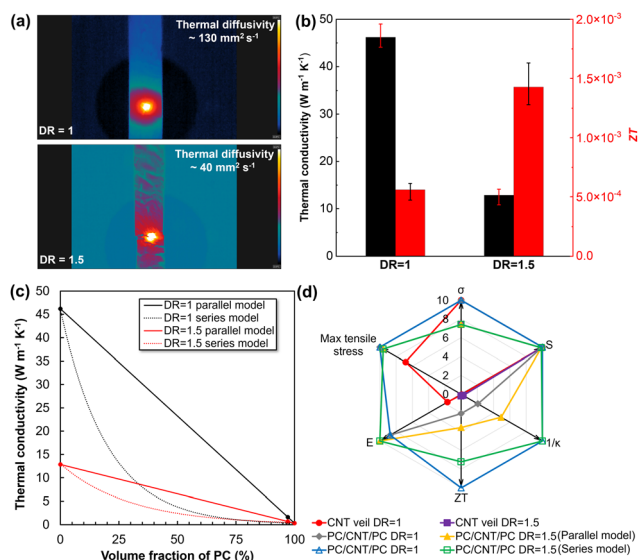 (a)
Thermal diffusivity
~ 130 mm² s⁻¹
DR = 1
Thermal diffusivity
~ 40 mm² s⁻¹
DR = 1.5
(b)
Thermal conductivity (W m⁻¹ K⁻¹)
50
40
30
20
10
0
DR=1
DR=1.5
2.0×10⁻³
1.5×10⁻³
1.0×10⁻³
5.0×10⁻⁴
0.0
ZT
(c)
Thermal conductivity (W m⁻¹ K⁻¹)
50
45
40
35
30
25
20
15
10
5
0
0
25
50
75
100
Volume fraction of PC (%)
DR=1 parallel model
DR=1 series model
DR=1.5 parallel model
DR=1.5 series model
(d)
σ
S
1/κ
ZT
E
Max tensile
stress
10
8
6
4
2
0
CNT veil DR=1
CNT veil DR=1.5
PC/CNT/PC DR=1
PC/CNT/PC DR=1.5(Parallel model)
PC/CNT/PC DR=1
PC/CNT/PC DR=1.5(Series model)